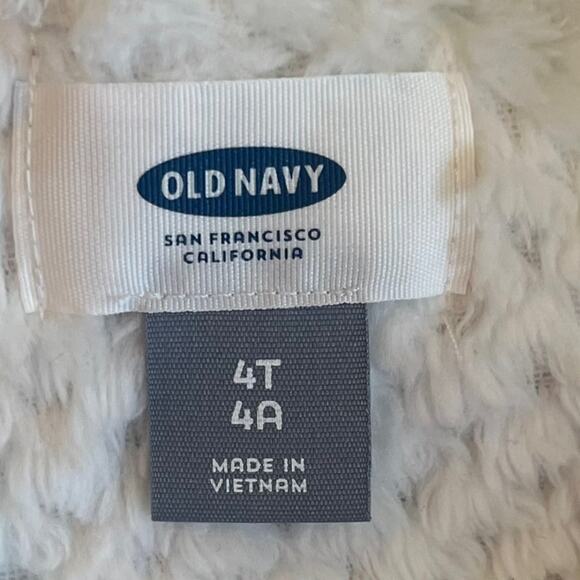 OLD NAVY
SAN FRANCISCO
CALIFORNIA
4T
4A
MADE IN
VIETNAM